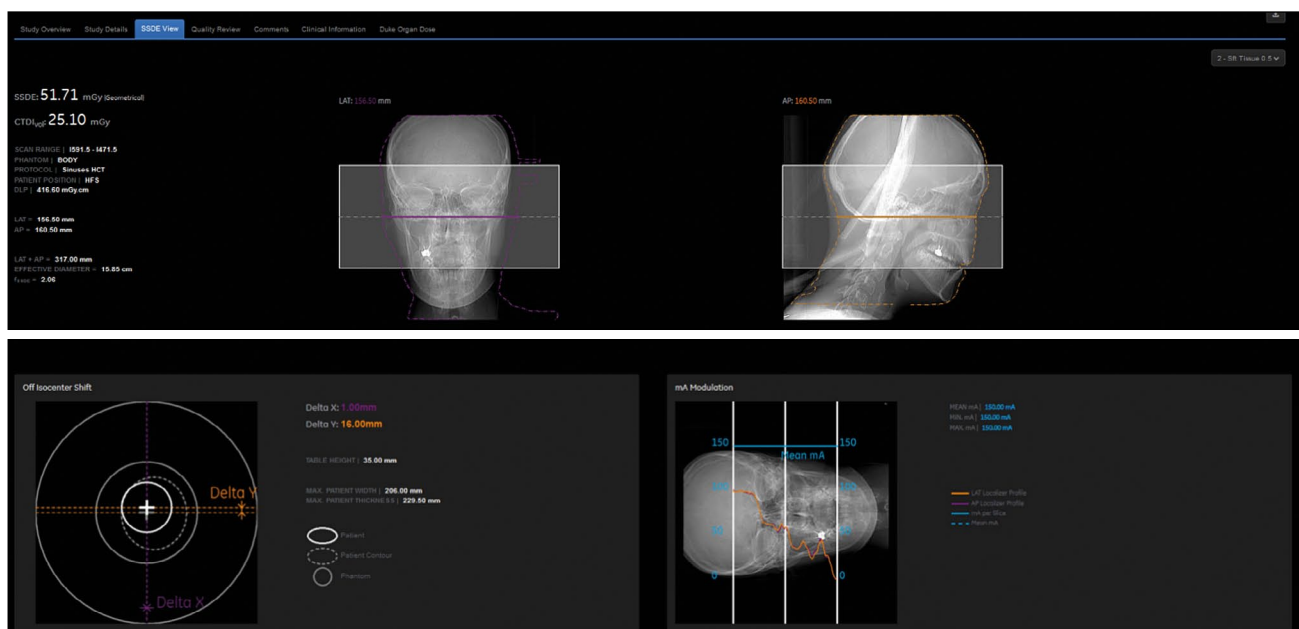 Study Overview Study Details SSDE View Quality Review Comments Clinical Information Duke Organ Dose
2 - Sft Tissue 0.5
SSDE: 51.71 mGy (Geometrical)
CTDIvol: 25.10 mGy
SCAN RANGE | I591.5 - I471.5
PHANTOM | BODY
PROTOCOL | Sinuses HCT
PATIENT POSITION | HFS
DLP | 416.60 mGy.cm
LAT = 156.50 mm
AP = 160.50 mm
LAT + AP = 317.00 mm
EFFECTIVE DIAMETER = 15.85 cm
fSSDE = 2.06
LAT: 156.50 mm
AP: 160.50 mm
Off Isocenter Shift
Delta Y
Delta X
Delta X: 1.00mm
Delta Y: 16.00mm
TABLE HEIGHT | 35.00 mm
MAX. PATIENT WIDTH | 206.00 mm
MAX. PATIENT THICKNESS | 229.50 mm
Patient
Patient Contour
Phantom
mA Modulation
150 150
Mean mA
100 100
50 50
0 0
MEAN mA | 150.00 mA
MIN. mA | 150.00 mA
MAX. mA | 150.00 mA
LAT Localizer Profile
AP Localizer Profile
mA per Slice
Mean mA